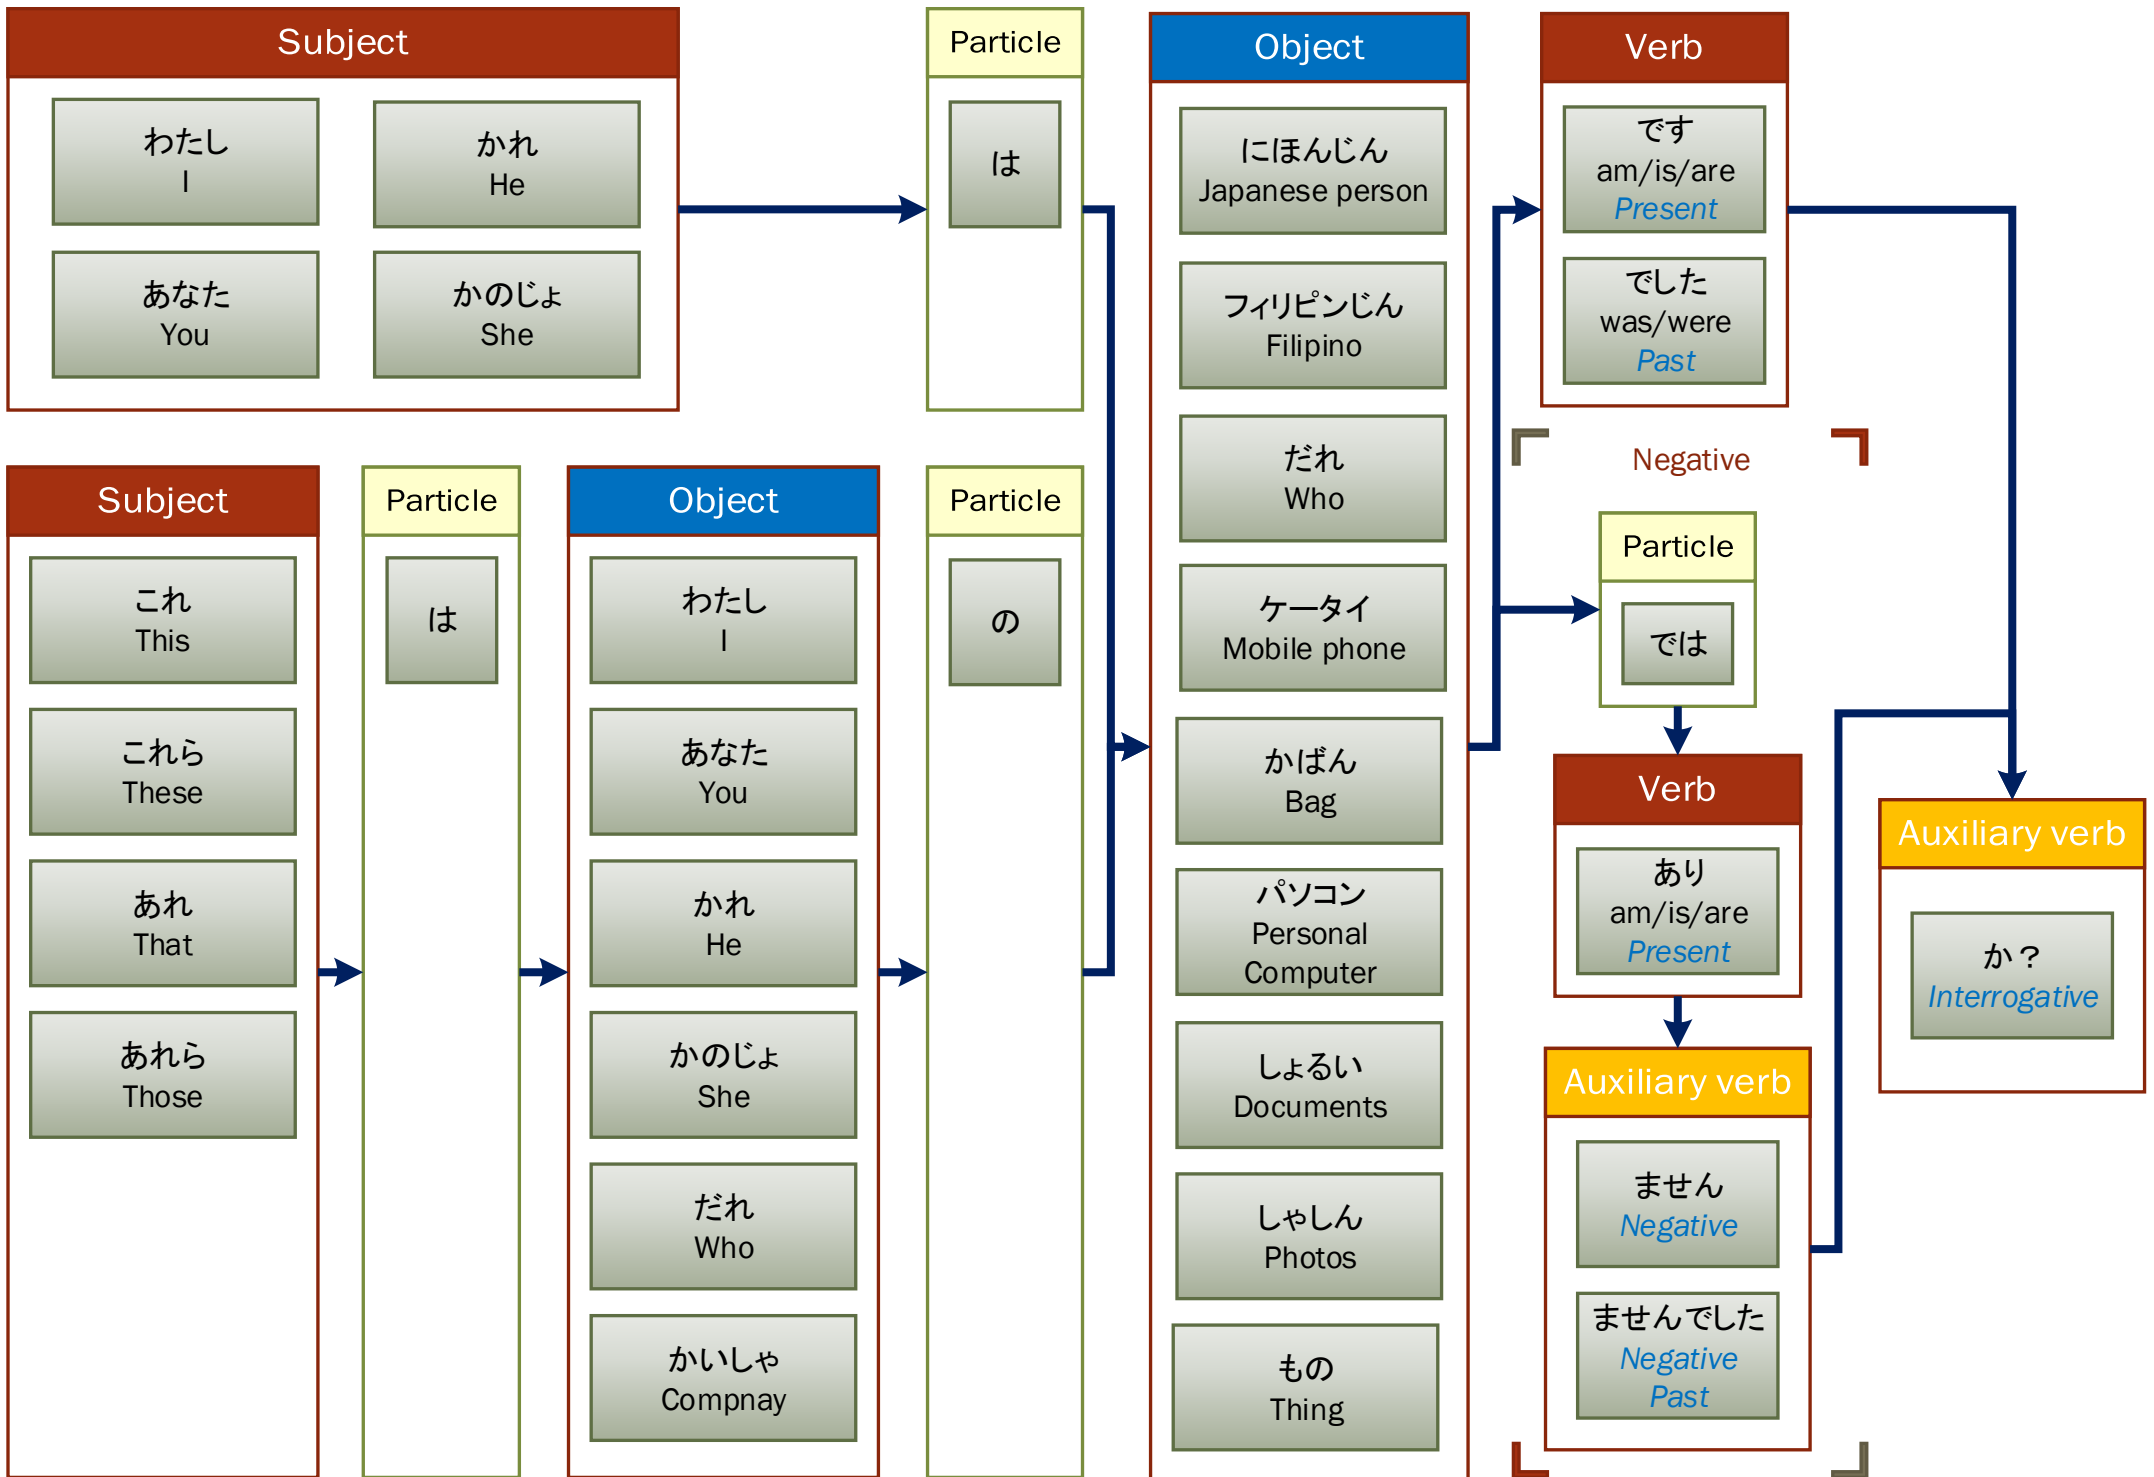 Subject
わたし
I
かれ
He
あなた
You
かのじょ
She
Particle
は
Subject
これ
This
これら
These
あれ
That
あれら
Those
Particle
は
Object
わたし
I
あなた
You
かれ
He
かのじょ
She
だれ
Who
かいしゃ
Compnay
Particle
の
Object
にほんじん
Japanese person
フィリピンじん
Filipino
だれ
Who
ケータイ
Mobile phone
かばん
Bag
パソコン
Personal
Computer
しょるい
Documents
しゃしん
Photos
もの
Thing
Verb
です
am/is/are
Present
でした
was/were
Past
Negative
Particle
では
Verb
あり
am/is/are
Present
Auxiliary verb
ません
Negative
ませんでした
Negative
Past
Auxiliary verb
か？
Interrogative